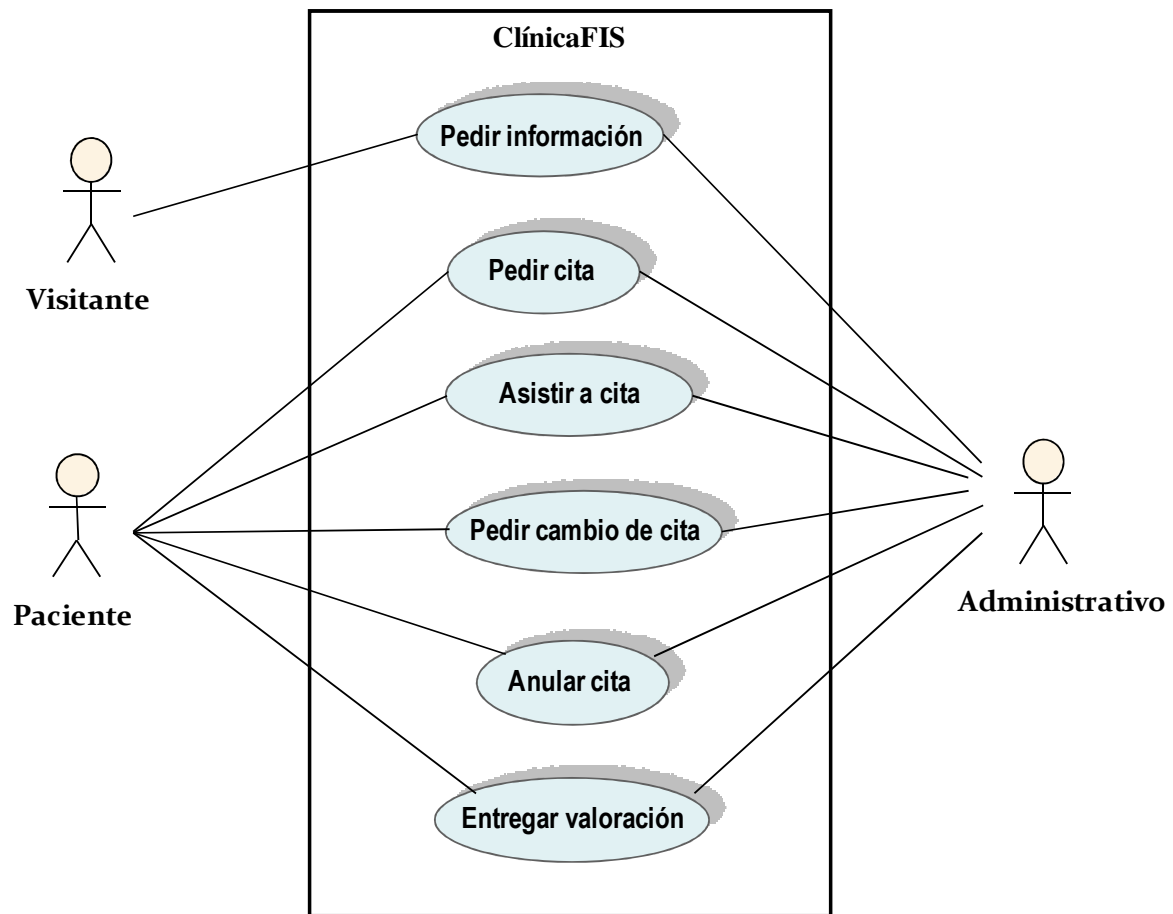 ClínicaFIS
Pedir información
Visitante
Pedir cita
Asistir a cita
Pedir cambio de cita
Paciente
Administrativo
Anular cita
Entregar valoración